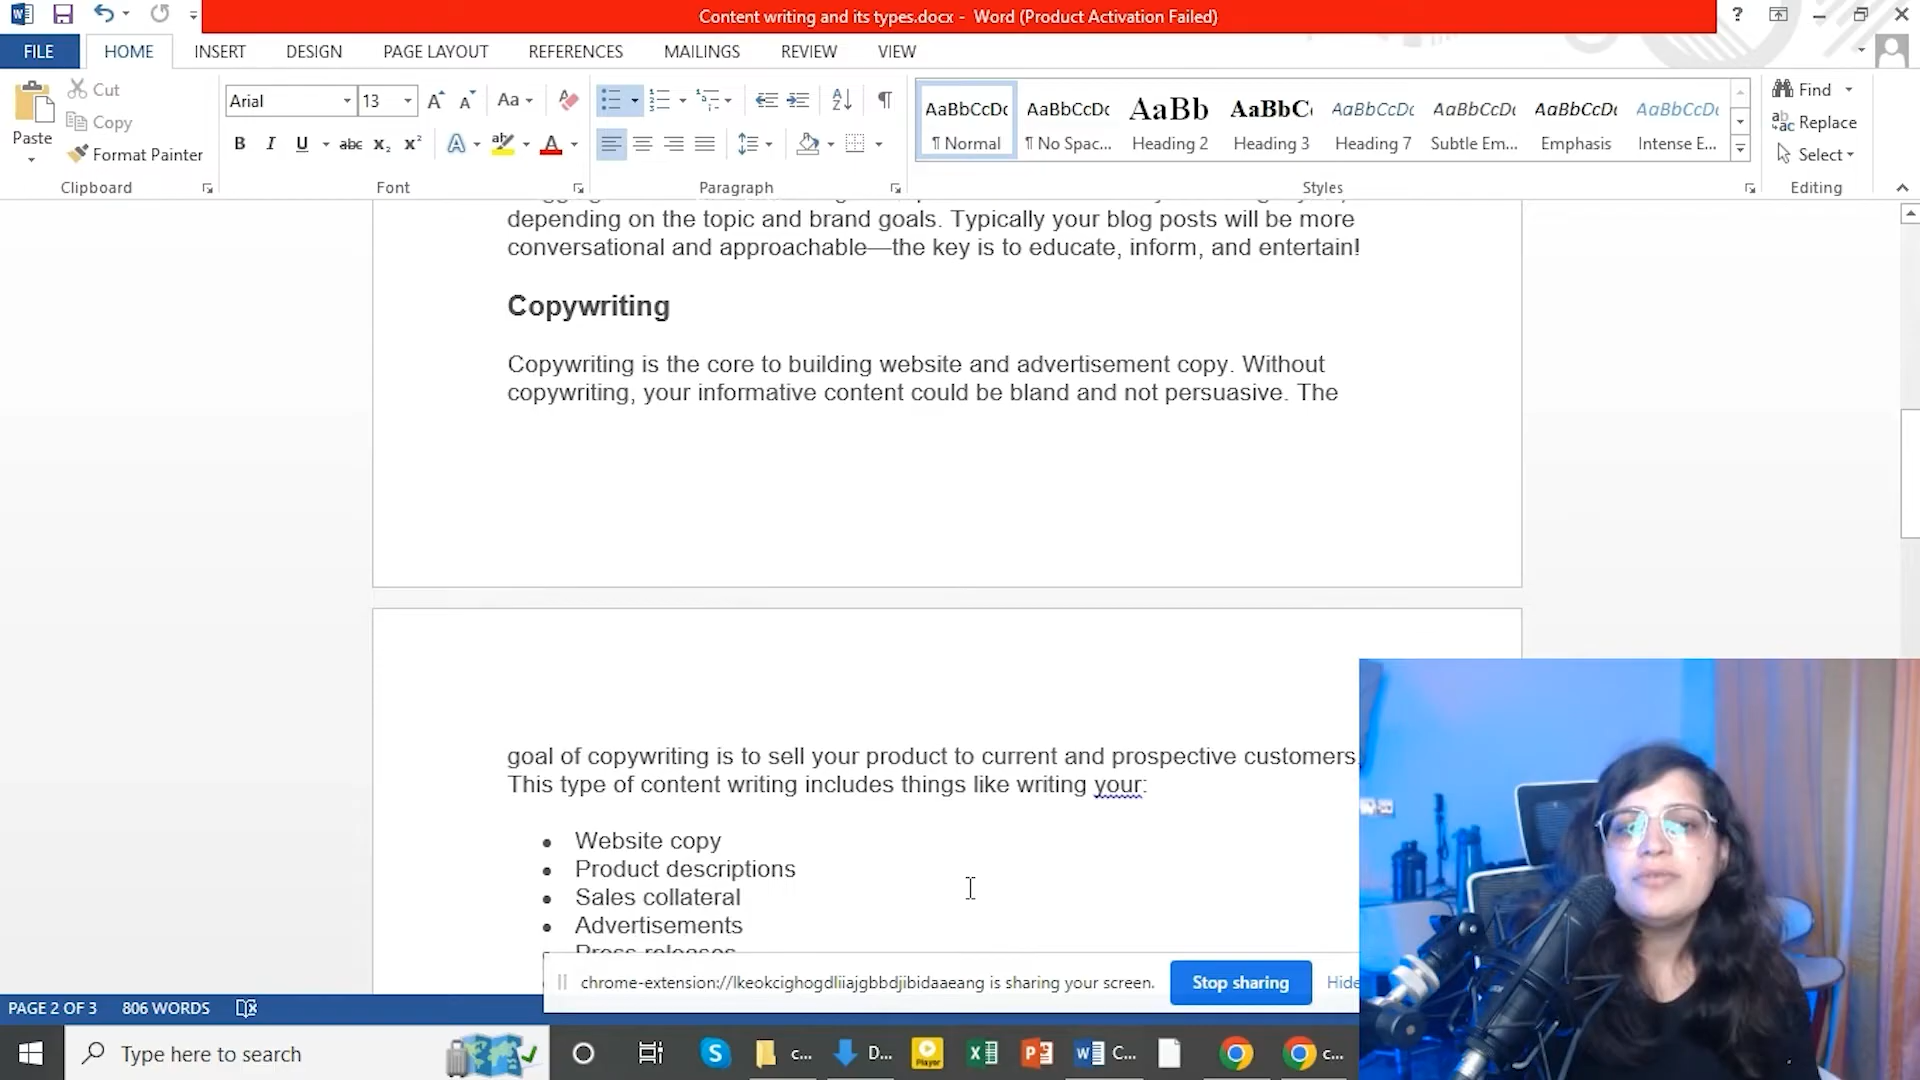 Content writing and its types.docx - Word (Product Activation Failed)
FILE HOME INSERT DESIGN PAGE LAYOUT REFERENCES MAILINGS REVIEW VIEW
Paste
Cut
Copy
Format Painter
Clipboard
Arial 13
Font
Paragraph
AaBbCcDc AaBbCcDc AaBb AaBbC AaBbCcDc AaBbCcDc AaBbCcDc AaBbCcDc
¶ Normal ¶ No Spac... Heading 2 Heading 3 Heading 7 Subtle Em... Emphasis Intense E...
Styles
Find
Replace
Select
Editing
depending on the topic and brand goals. Typically your blog posts will be more
conversational and approachable—the key is to educate, inform, and entertain!
Copywriting
Copywriting is the core to building website and advertisement copy. Without
copywriting, your informative content could be bland and not persuasive. The
goal of copywriting is to sell your product to current and prospective customers.
This type of content writing includes things like writing your:
• Website copy
• Product descriptions
• Sales collateral
• Advertisements
Press releases
chrome-extension://lkeokcighogdliiajgbbdjibidaaeang is sharing your screen. Stop sharing Hide
PAGE 2 OF 3 806 WORDS
Type here to search
c... D... Player C... c...